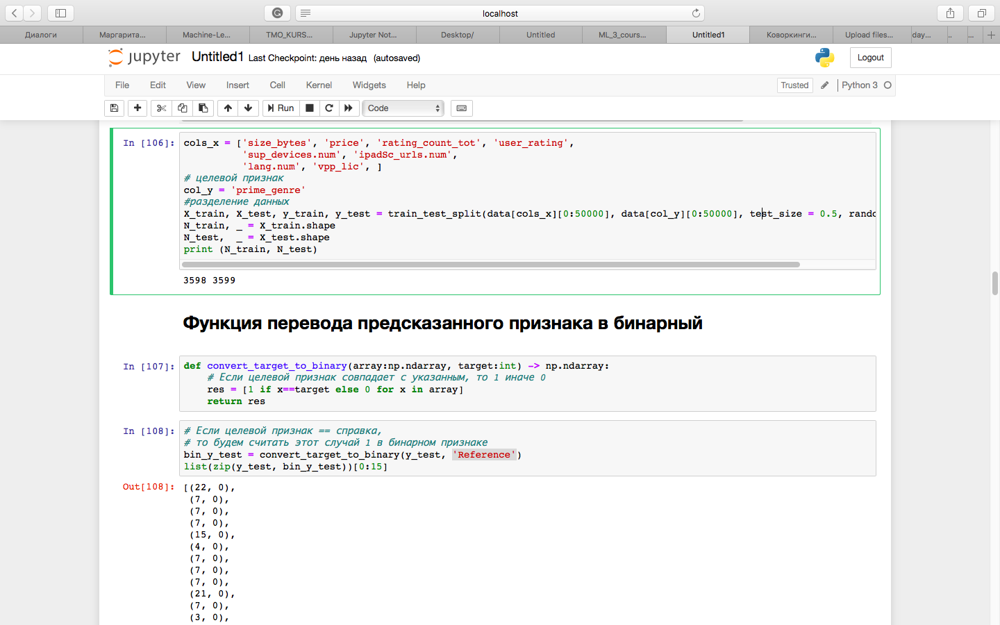 localhost
Диалоги
Маргарита...
Machine-Le...
TMO_KURS...
Jupyter Not...
Desktop/
Untitled
ML_3_cours...
Untitled1
Коворкинги...
Upload files...
day...
..
...
jupyter Untitled1 Last Checkpoint: день назад (autosaved)
Logout
File Edit View Insert Cell Kernel Widgets Help
Trusted Python 3
Run Code
In [106]:
cols_x = ['size_bytes', 'price', 'rating_count_tot', 'user_rating',
'sup_devices.num', 'ipadSc_urls.num',
'lang.num', 'vpp_lic', ]
# целевой признак
col_y = 'prime_genre'
#разделение данных
X_train, X_test, y_train, y_test = train_test_split(data[cols_x][0:50000], data[col_y][0:50000], test_size = 0.5, rando
N_train, _ = X_train.shape
N_test, _ = X_test.shape
print (N_train, N_test)
3598 3599
Функция перевода предсказанного признака в бинарный
In [107]:
def convert_target_to_binary(array:np.ndarray, target:int) -> np.ndarray:
# Если целевой признак совпадает с указанным, то 1 иначе 0
res = [1 if x==target else 0 for x in array]
return res
In [108]:
# Если целевой признак == справка,
# то будем считать этот случай 1 в бинарном признаке
bin_y_test = convert_target_to_binary(y_test, 'Reference')
list(zip(y_test, bin_y_test))[0:15]
Out[108]:
[(22, 0),
(7, 0),
(7, 0),
(7, 0),
(15, 0),
(4, 0),
(7, 0),
(7, 0),
(7, 0),
(21, 0),
(7, 0),
(3, 0),